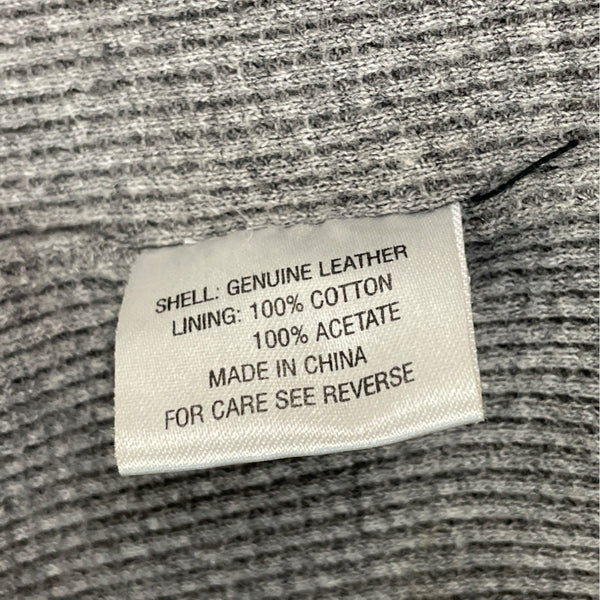 SHELL: GENUINE LEATHER
LINING: 100% COTTON
100% ACETATE
MADE IN CHINA
FOR CARE SEE REVERSE